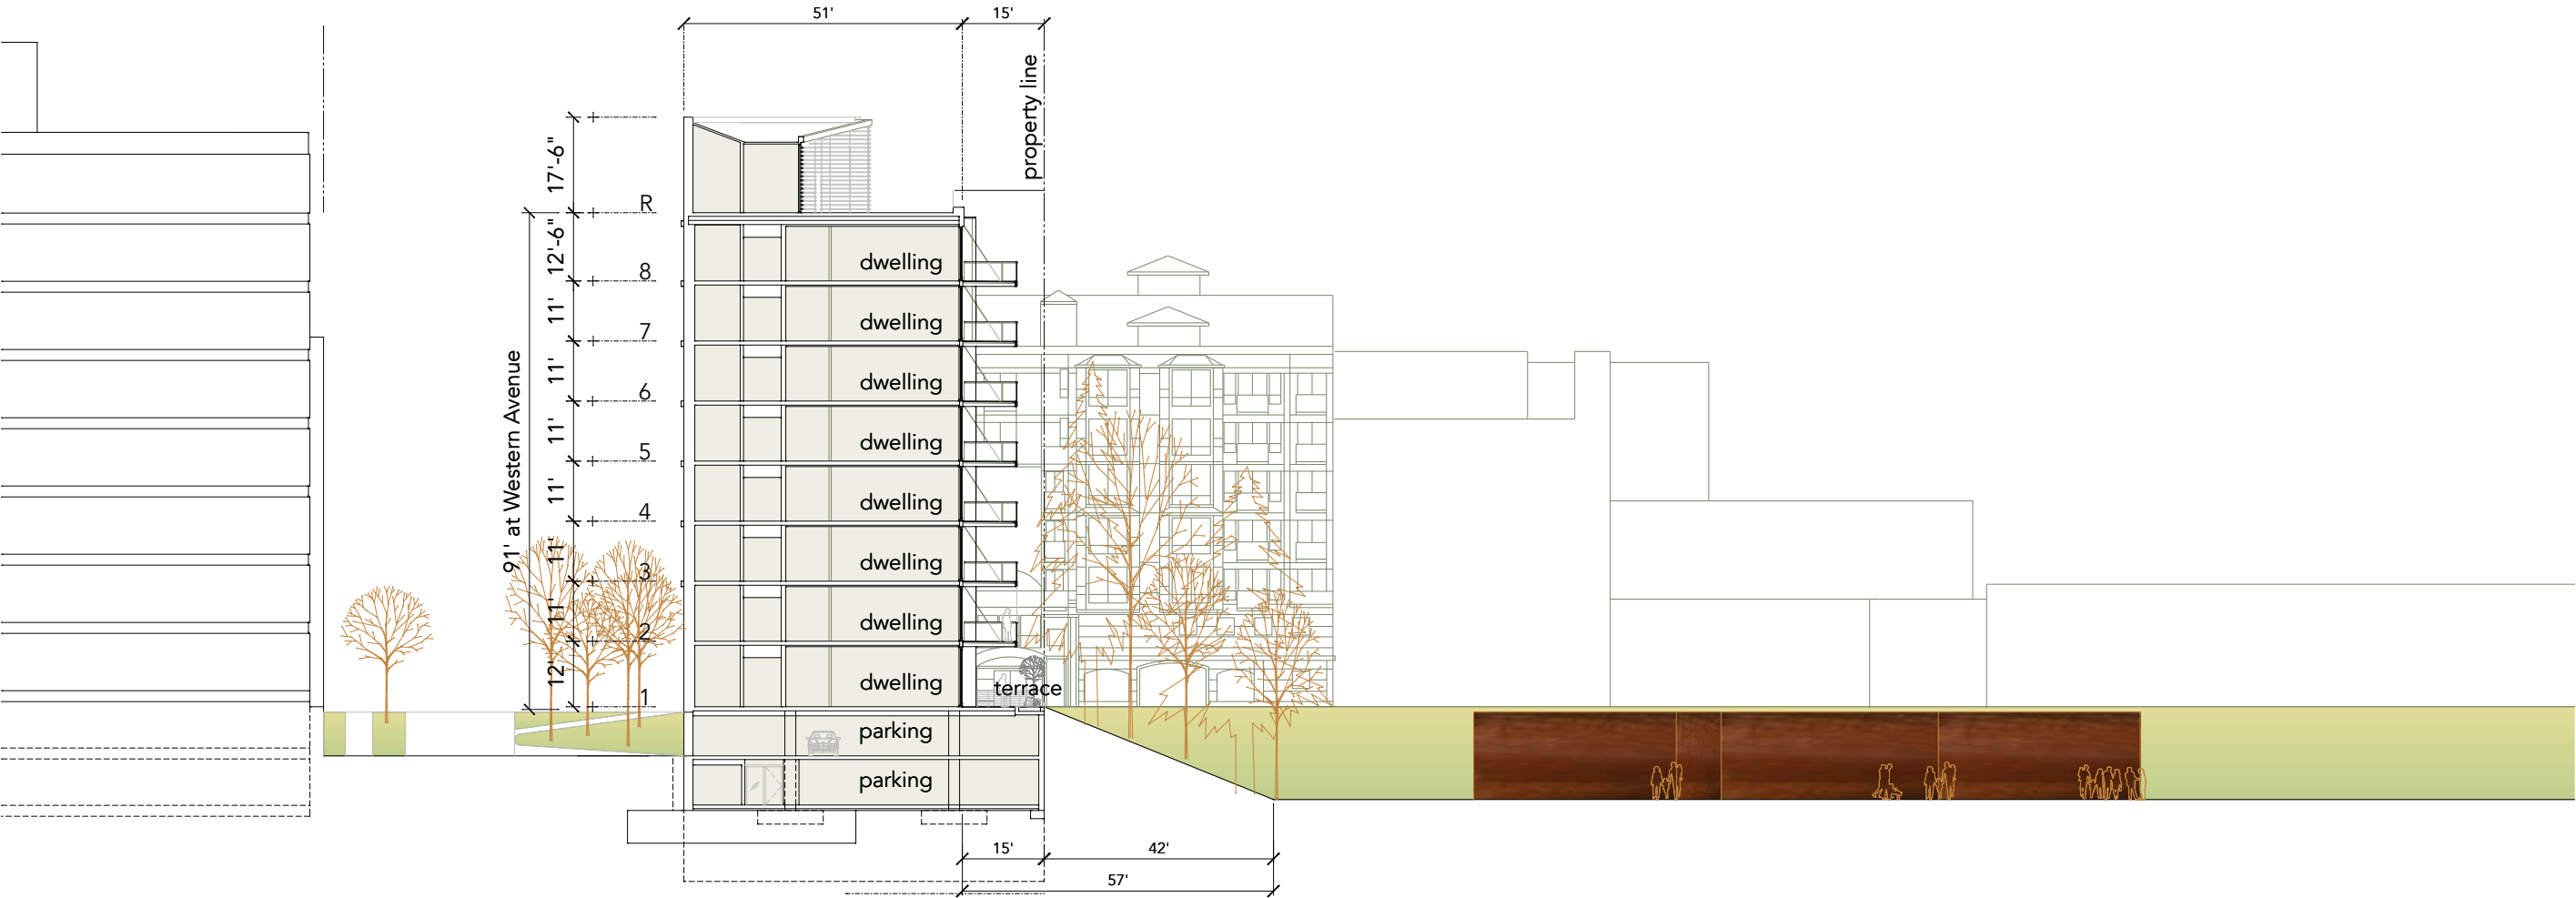 51'
15'
property line
17'-6"
R
12'-6"
8
dwelling
11'
7
dwelling
11'
6
dwelling
11'
5
dwelling
11'
4
dwelling
11'
3
dwelling
11'
2
dwelling
12'
1
dwelling
91' at Western Avenue
terrace
parking
parking
15'
42'
57'